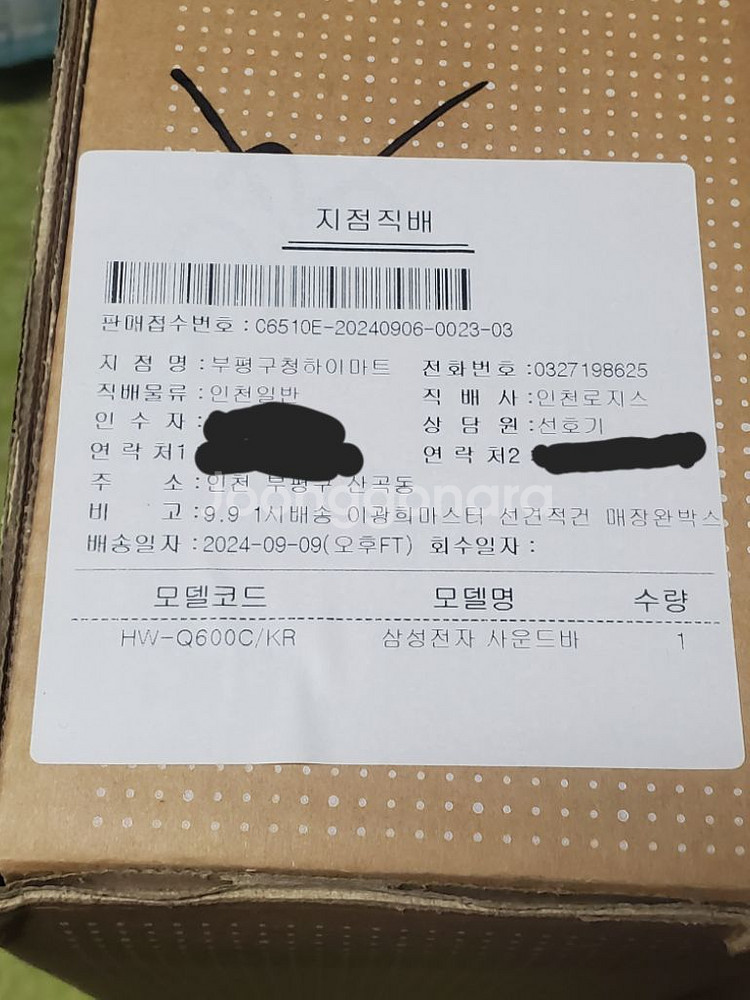 지점직배
판매접수번호 : C6510E-20240906-0023-03
지 점 명 : 부평구청하이마트 전화번호 : 0327198625
직배물류 : 인천일반 직 배 사 : 인천로지스
인 수 자 : 상 담 원 : 선호기
연 락 처1 연 락 처2
주 소 : 인천 부평구 산곡동
joonggonara
비 고 : 9.9 1시배송 이광희마스터 선견적건 매장완박스
배송일자 : 2024-09-09(오후FT) 회수일자 :
모델코드 모델명 수량
HW-Q600C/KR 삼성전자 사운드바 1